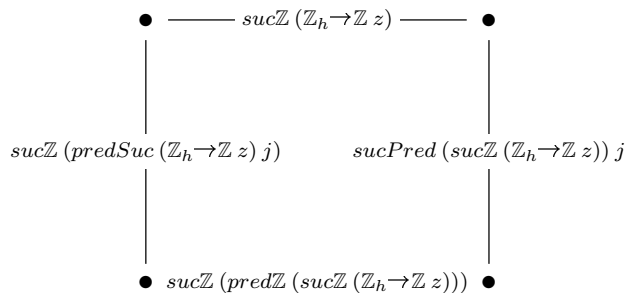 sucℤ (ℤₕ→ℤ z)
sucℤ (predSuc (ℤₕ→ℤ z) j) sucPred (sucℤ (ℤₕ→ℤ z)) j
sucℤ (predℤ (sucℤ (ℤₕ→ℤ z)))